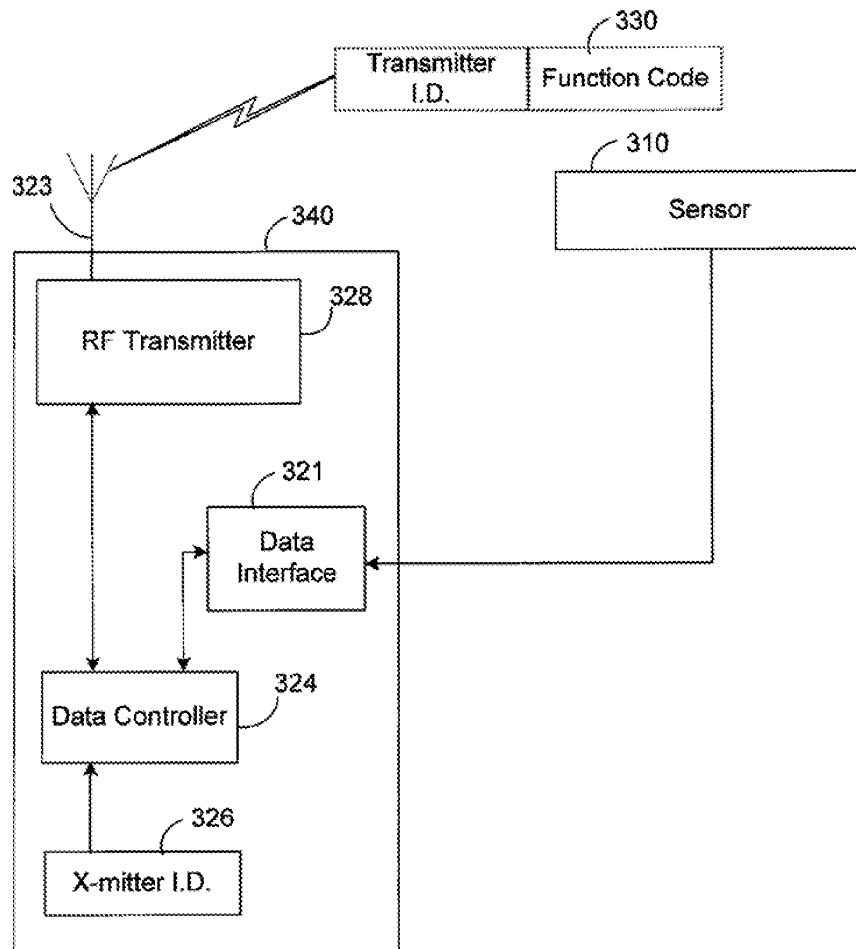 330
Transmitter
I.D.
Function Code
310
Sensor
323
340
RF Transmitter
328
321
Data
Interface
Data Controller
324
326
X-mitter I.D.